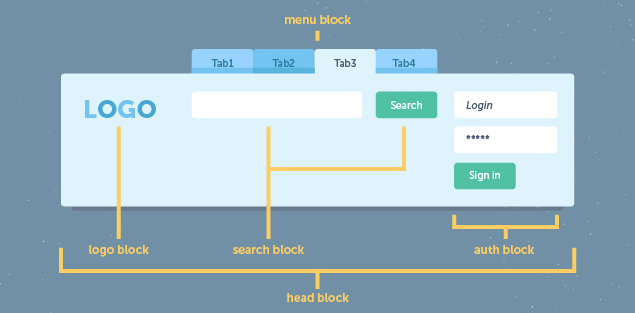 menu block
Tab1 Tab2 Tab3 Tab4
LOGO Search Login
*****
Sign in
logo block search block auth block
head block